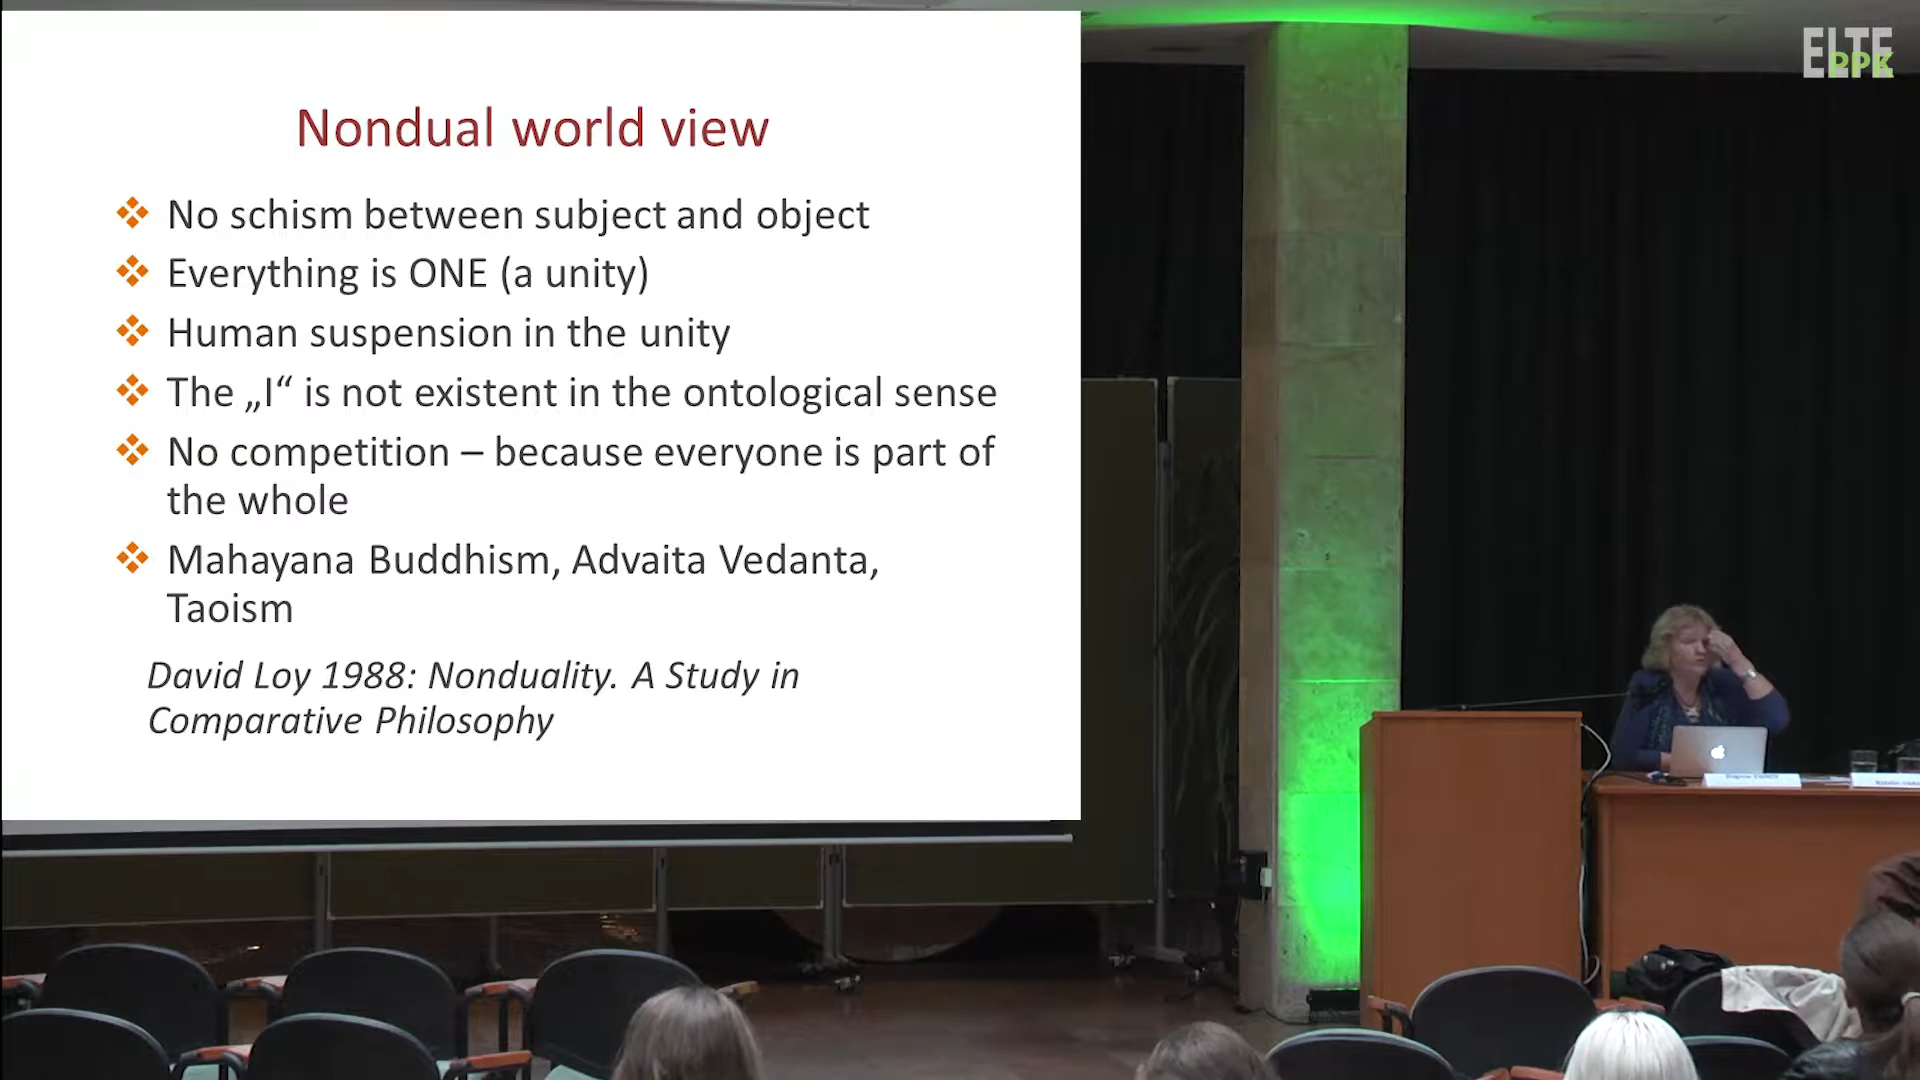 ELTE
PPK
Nondual world view
No schism between subject and object
Everything is ONE (a unity)
Human suspension in the unity
The „I“ is not existent in the ontological sense
No competition – because everyone is part of
the whole
Mahayana Buddhism, Advaita Vedanta,
Taoism
David Loy 1988: Nonduality. A Study in
Comparative Philosophy